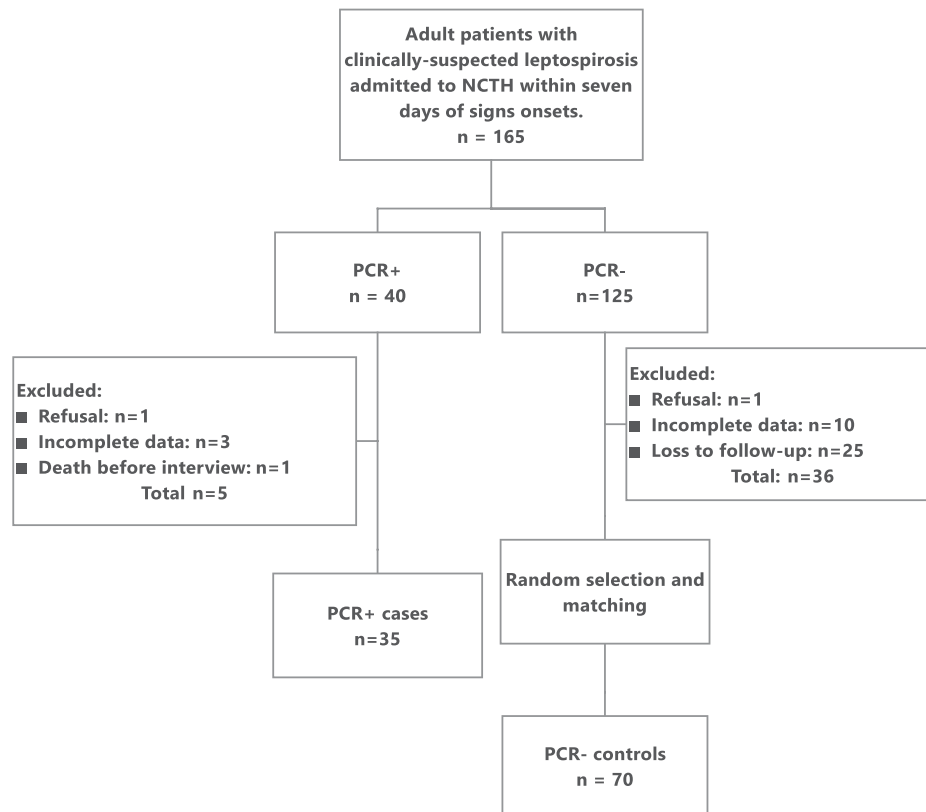 Adult patients with
clinically-suspected leptospirosis
admitted to NCTH within seven
days of signs onsets.
n = 165
PCR+
n = 40
PCR-
n=125
Excluded:
■ Refusal: n=1
■ Incomplete data: n=3
■ Death before interview: n=1
Total n=5
Excluded:
■ Refusal: n=1
■ Incomplete data: n=10
■ Loss to follow-up: n=25
Total: n=36
Random selection and
matching
PCR+ cases
n=35
PCR- controls
n = 70